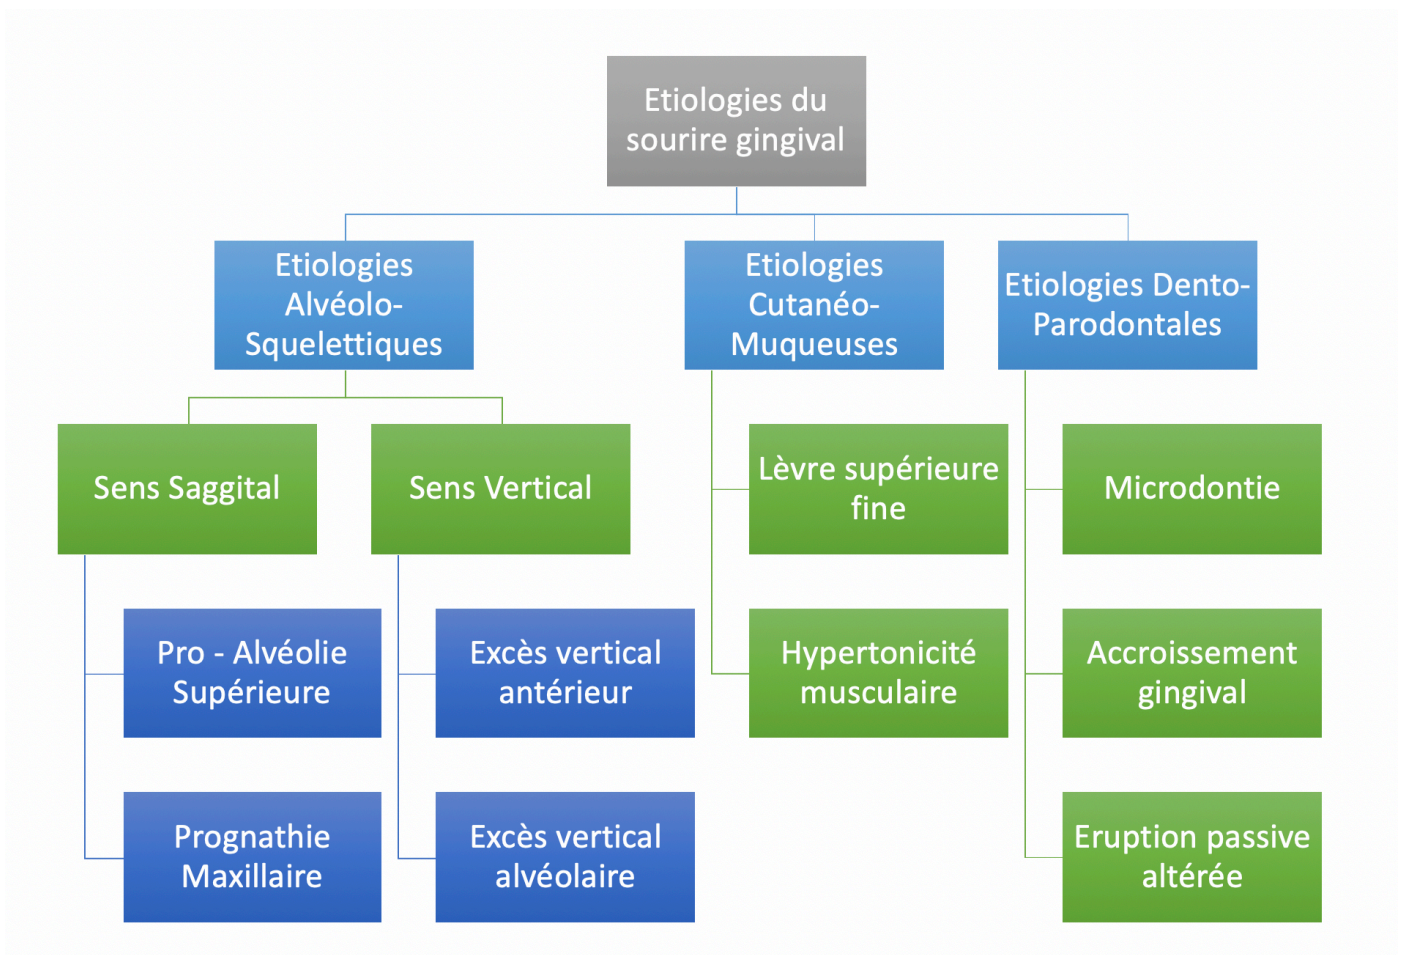 Etiologies du
sourire gingival
Etiologies
Alvéolo-
Squelettiques
Etiologies
Cutanéo-
Muqueuses
Etiologies Dento-
Parodontales
Sens Saggital
Sens Vertical
Lèvre supérieure
fine
Microdontie
Pro - Alvéolie
Supérieure
Excès vertical
antérieur
Hypertonicité
musculaire
Accroissement
gingival
Prognathie
Maxillaire
Excès vertical
alvéolaire
Eruption passive
altérée